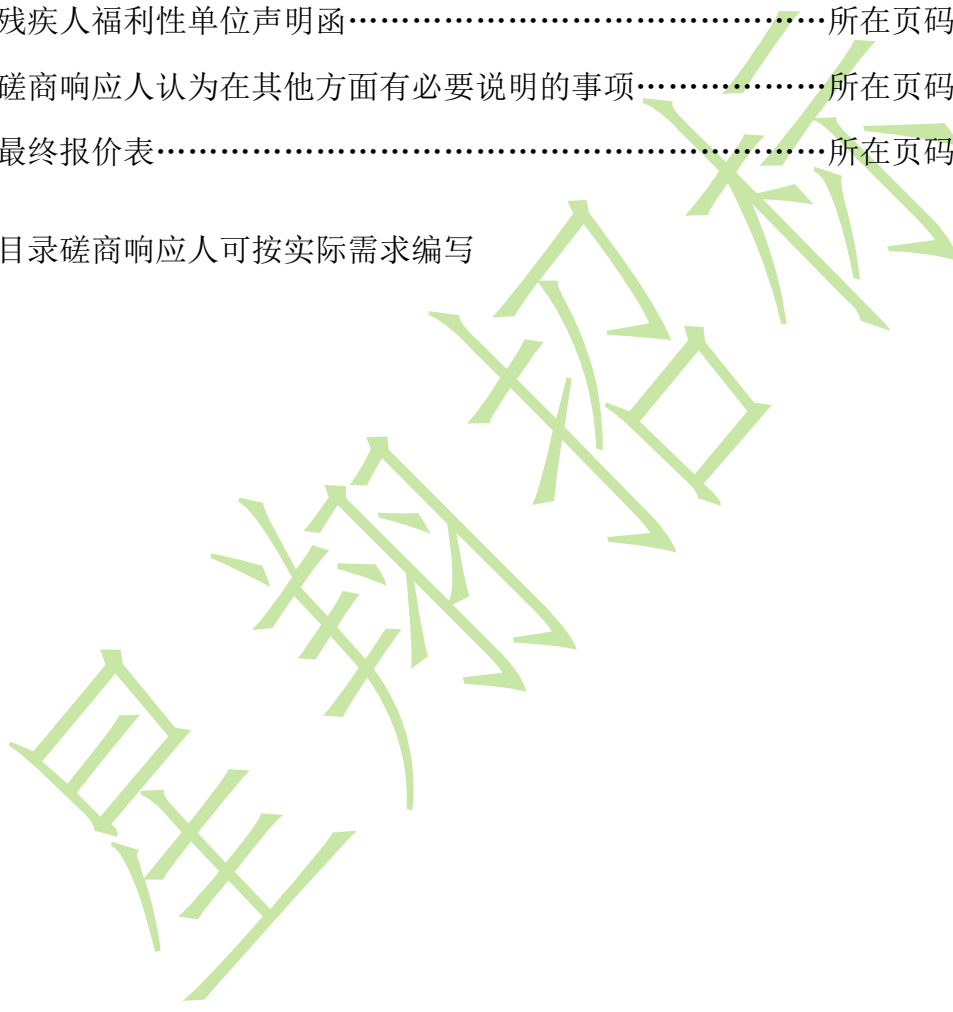 残疾人福利性单位声明函……………………………………所在页码
磋商响应人认为在其他方面有必要说明的事项………………所在页码
最终报价表………………………………………………………所在页码
目录磋商响应人可按实际需求编写
星翔招标